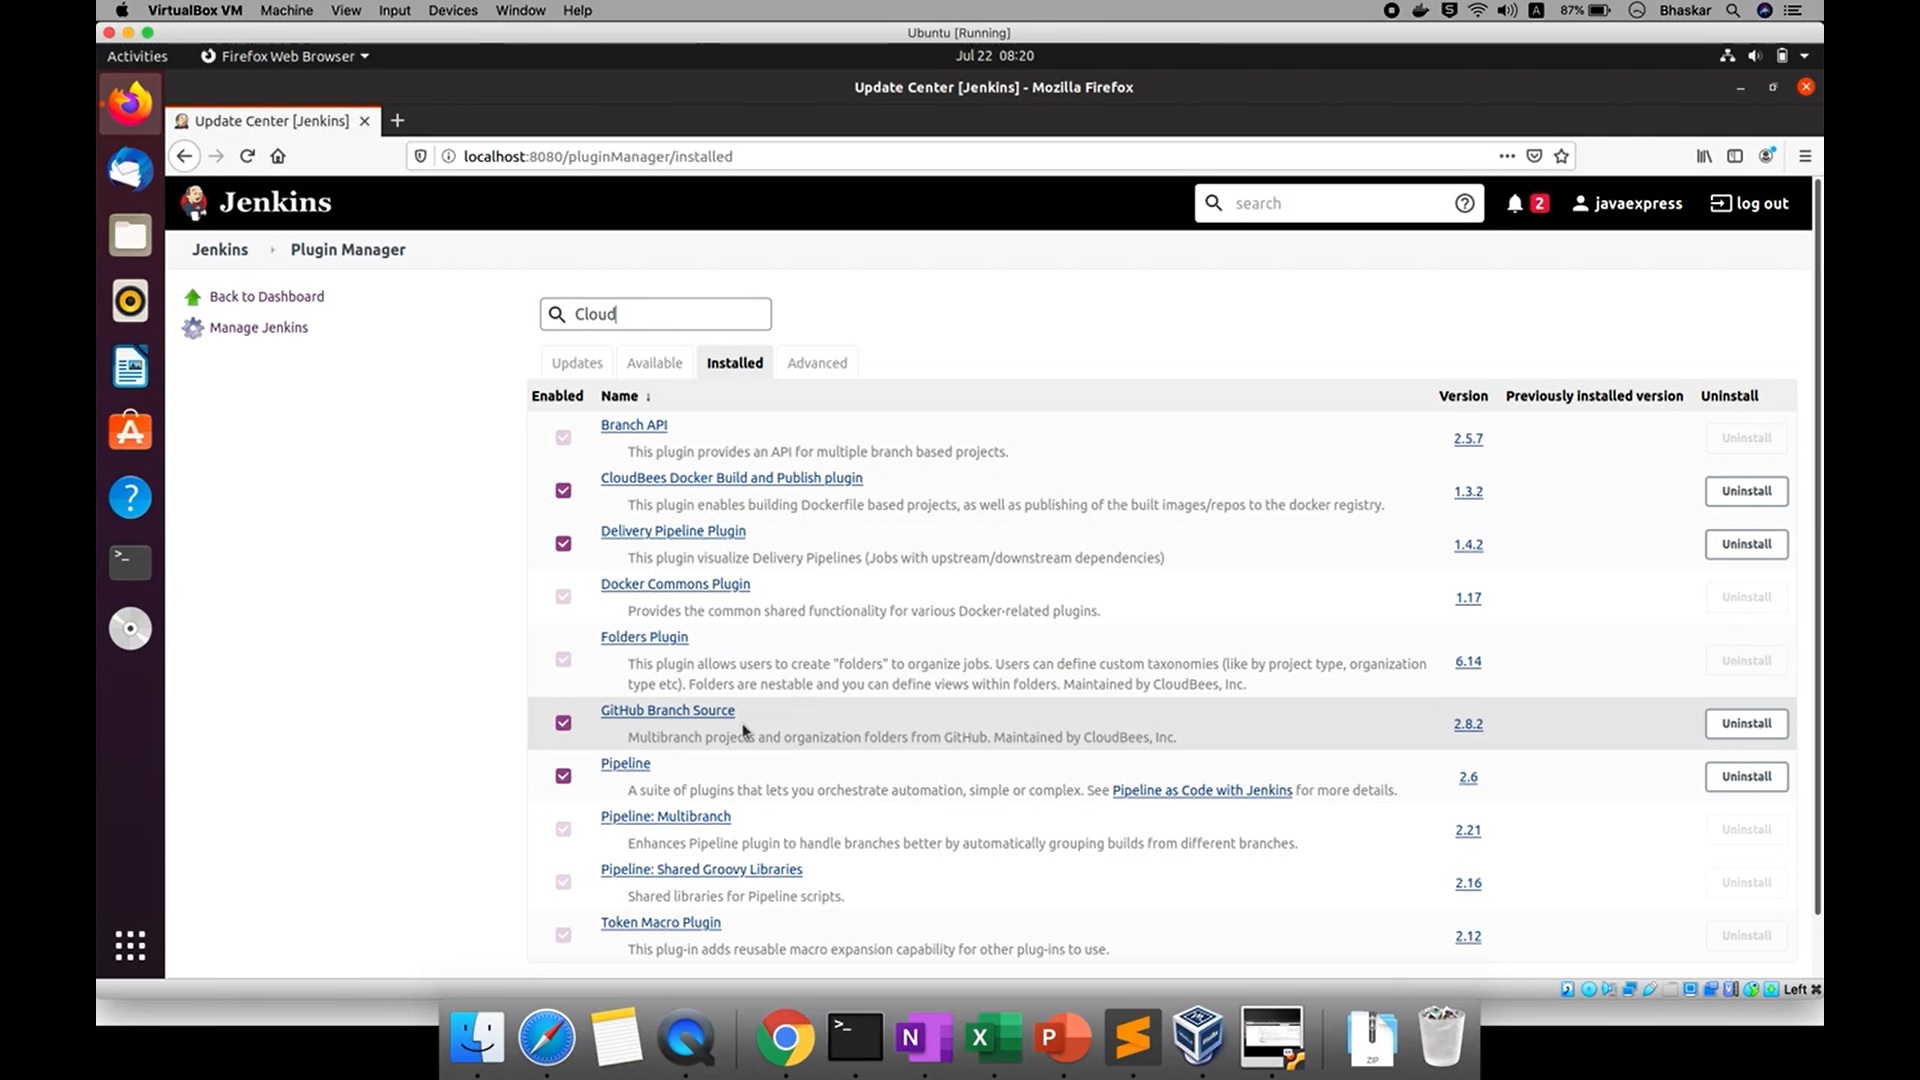 VirtualBox VM Machine View Input Devices Window Help 87% Bhaskar
Ubuntu [Running]
Activities Firefox Web Browser Jul 22 08:20
Update Center [Jenkins] - Mozilla Firefox
Update Center [Jenkins]
localhost:8080/pluginManager/installed
Jenkins search 2 javaexpress log out
Jenkins Plugin Manager
Back to Dashboard
Manage Jenkins
Cloud
Updates Available Installed Advanced
Enabled Name ↓ Version Previously installed version Uninstall
Branch API
This plugin provides an API for multiple branch based projects.
2.5.7 Uninstall
CloudBees Docker Build and Publish plugin
This plugin enables building Dockerfile based projects, as well as publishing of the built images/repos to the docker registry.
1.3.2 Uninstall
Delivery Pipeline Plugin
This plugin visualize Delivery Pipelines (Jobs with upstream/downstream dependencies)
1.4.2 Uninstall
Docker Commons Plugin
Provides the common shared functionality for various Docker-related plugins.
1.17 Uninstall
Folders Plugin
This plugin allows users to create "folders" to organize jobs. Users can define custom taxonomies (like by project type, organization
type etc). Folders are nestable and you can define views within folders. Maintained by CloudBees, Inc.
6.14 Uninstall
GitHub Branch Source
Multibranch projects and organization folders from GitHub. Maintained by CloudBees, Inc.
2.8.2 Uninstall
Pipeline
A suite of plugins that lets you orchestrate automation, simple or complex. See Pipeline as Code with Jenkins for more details.
2.6 Uninstall
Pipeline: Multibranch
Enhances Pipeline plugin to handle branches better by automatically grouping builds from different branches.
2.21 Uninstall
Pipeline: Shared Groovy Libraries
Shared libraries for Pipeline scripts.
2.16 Uninstall
Token Macro Plugin
This plug-in adds reusable macro expansion capability for other plug-ins to use.
2.12 Uninstall
Left ⌘
N X P ZIP